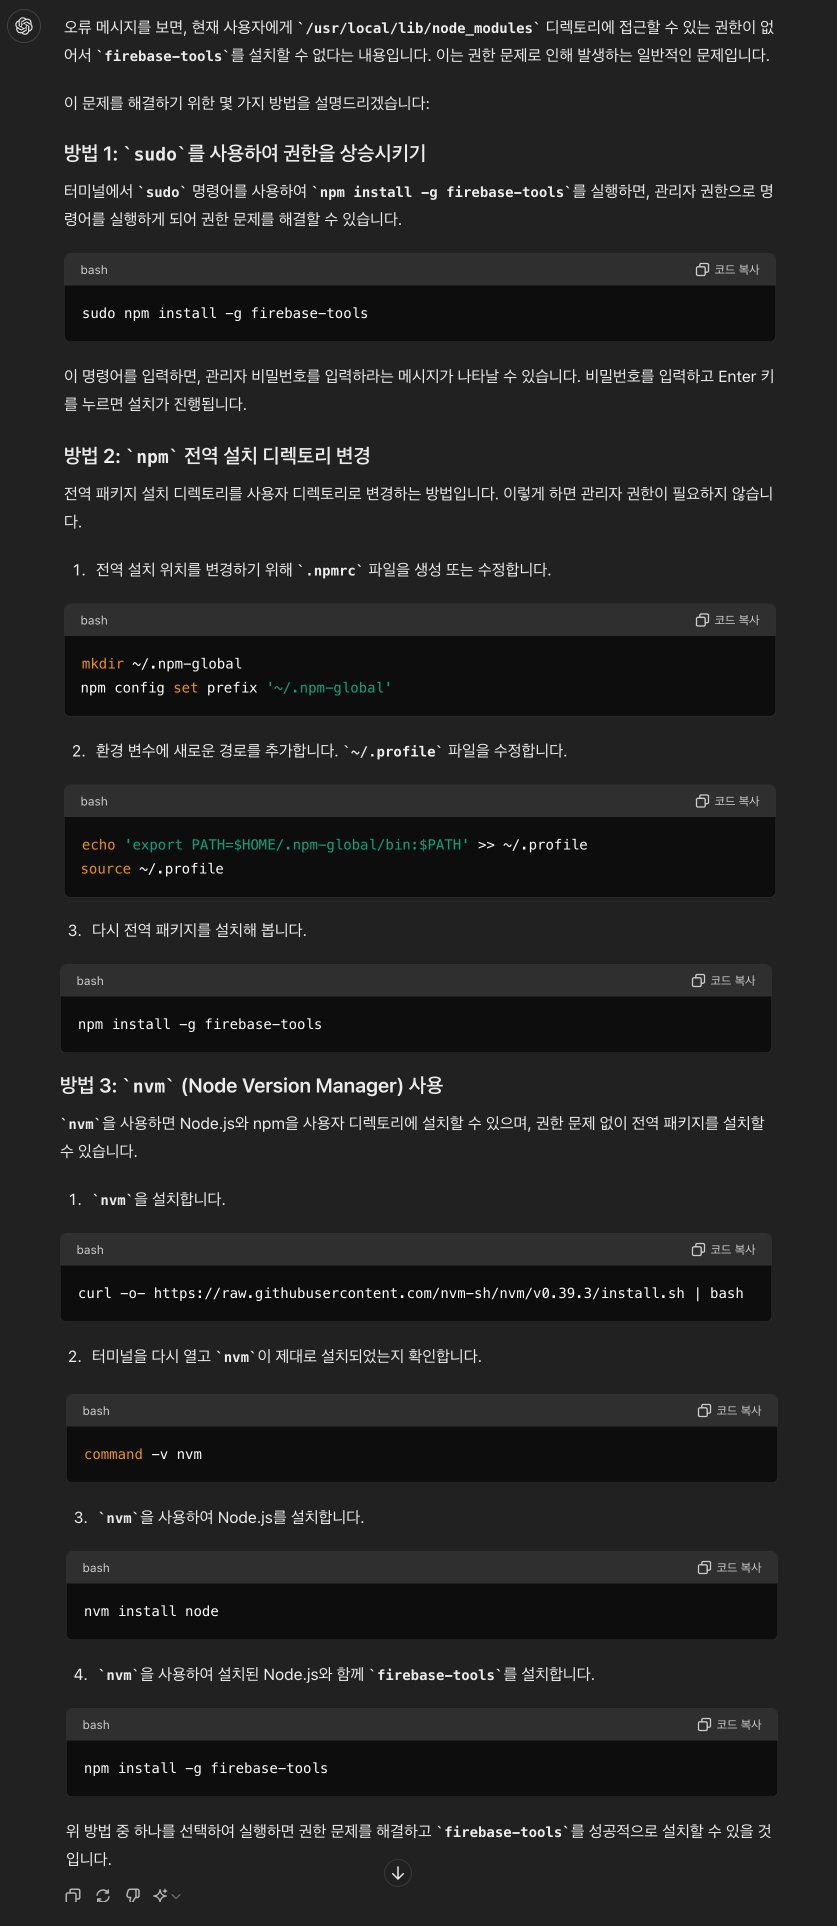 오류 메시지를 보면, 현재 사용자에게 `/usr/local/lib/node_modules` 디렉토리에 접근할 수 있는 권한이 없
어서 `firebase-tools`를 설치할 수 없다는 내용입니다. 이는 권한 문제로 인해 발생하는 일반적인 문제입니다.
이 문제를 해결하기 위한 몇 가지 방법을 설명드리겠습니다:
방법 1: `sudo`를 사용하여 권한을 상승시키기
터미널에서 `sudo` 명령어를 사용하여 `npm install -g firebase-tools`를 실행하면, 관리자 권한으로 명
령어를 실행하게 되어 권한 문제를 해결할 수 있습니다.
bash 코드 복사
sudo npm install -g firebase-tools
이 명령어를 입력하면, 관리자 비밀번호를 입력하라는 메시지가 나타날 수 있습니다. 비밀번호를 입력하고 Enter 키
를 누르면 설치가 진행됩니다.
방법 2: `npm` 전역 설치 디렉토리 변경
전역 패키지 설치 디렉토리를 사용자 디렉토리로 변경하는 방법입니다. 이렇게 하면 관리자 권한이 필요하지 않습니
다.
1. 전역 설치 위치를 변경하기 위해 `.npmrc` 파일을 생성 또는 수정합니다.
bash 코드 복사
mkdir ~/.npm-global
npm config set prefix '~/.npm-global'
2. 환경 변수에 새로운 경로를 추가합니다. `~/.profile` 파일을 수정합니다.
bash 코드 복사
echo 'export PATH=$HOME/.npm-global/bin:$PATH' >> ~/.profile
source ~/.profile
3. 다시 전역 패키지를 설치해 봅니다.
bash 코드 복사
npm install -g firebase-tools
방법 3: `nvm` (Node Version Manager) 사용
`nvm`을 사용하면 Node.js와 npm을 사용자 디렉토리에 설치할 수 있으며, 권한 문제 없이 전역 패키지를 설치할
수 있습니다.
1. `nvm`을 설치합니다.
bash 코드 복사
curl -o- https://raw.githubusercontent.com/nvm-sh/nvm/v0.39.3/install.sh | bash
2. 터미널을 다시 열고 `nvm`이 제대로 설치되었는지 확인합니다.
bash 코드 복사
command -v nvm
3. `nvm`을 사용하여 Node.js를 설치합니다.
bash 코드 복사
nvm install node
4. `nvm`을 사용하여 설치된 Node.js와 함께 `firebase-tools`를 설치합니다.
bash 코드 복사
npm install -g firebase-tools
위 방법 중 하나를 선택하여 실행하면 권한 문제를 해결하고 `firebase-tools`를 성공적으로 설치할 수 있을 것
입니다.